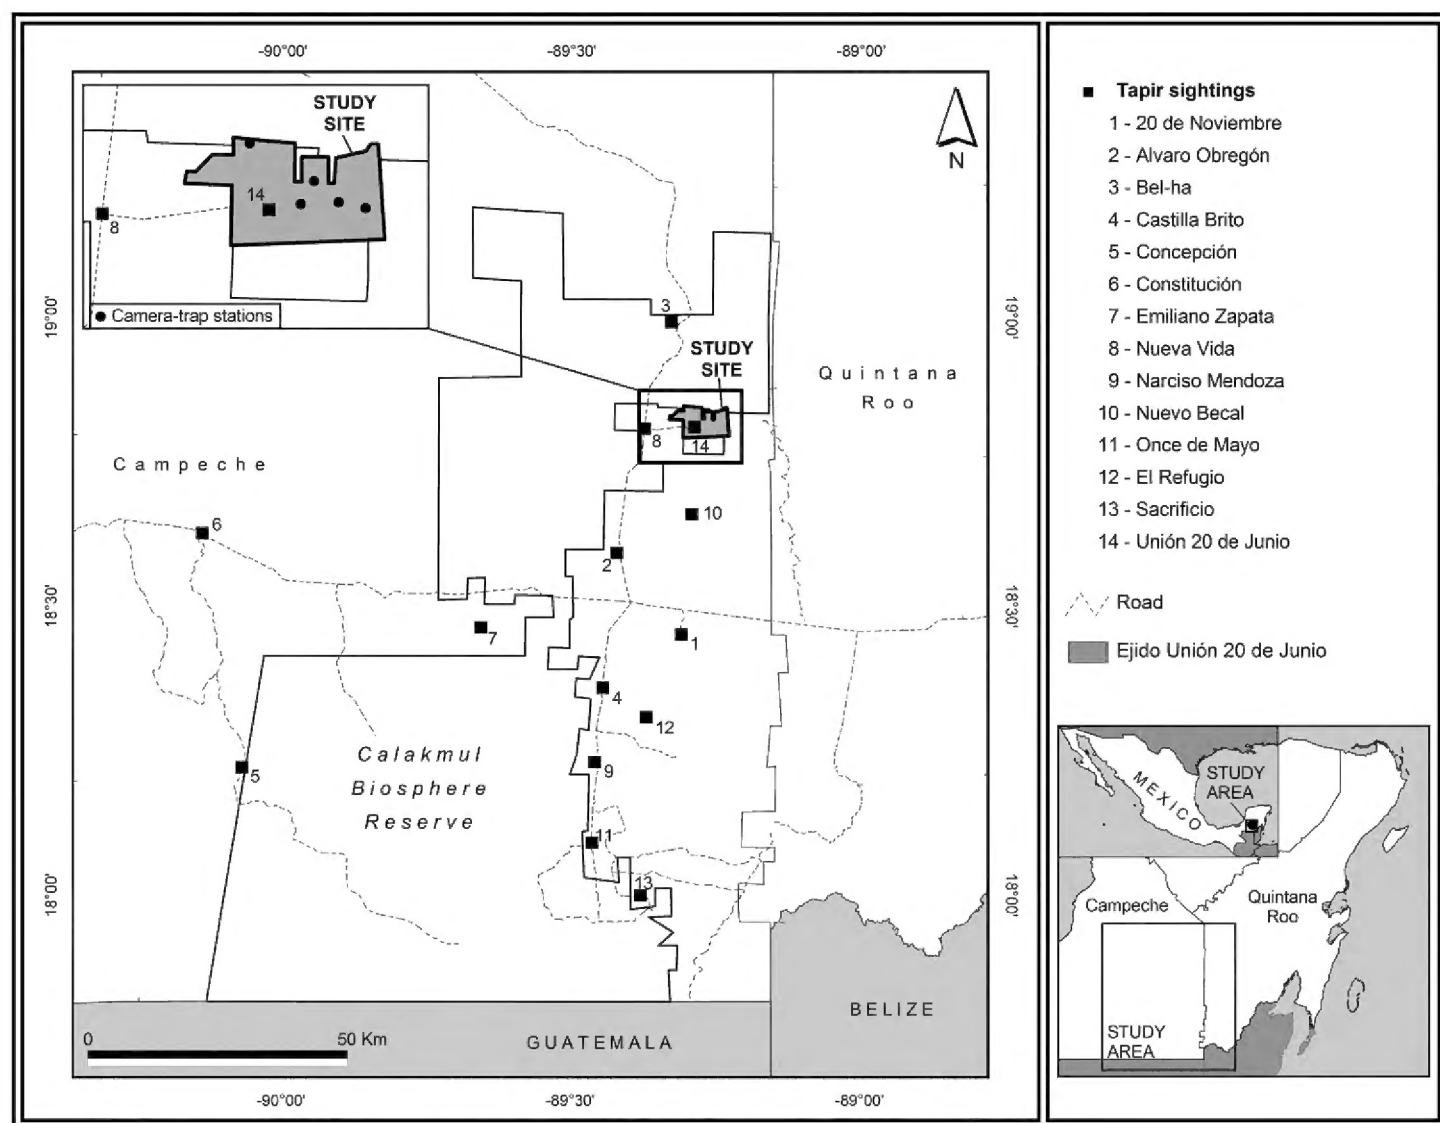 -90°00'
-89°30'
-89°00'
STUDY
SITE
14
8
Camera-trap stations
N
19°00'
19°00'
3
STUDY
SITE
Quintana
Roo
8
14
Campeche
10
6
2
18°30'
18°30'
7
1
4
12
Calakmul
Biosphere
Reserve
5
9
11
13
18°00'
18°00'
BELIZE
0
50 Km
GUATEMALA
-90°00'
-89°30'
-89°00'
Tapir sightings
1 - 20 de Noviembre
2 - Alvaro Obregón
3 - Bel-ha
4 - Castilla Brito
5 - Concepción
6 - Constitución
7 - Emiliano Zapata
8 - Nueva Vida
9 - Narciso Mendoza
10 - Nuevo Becal
11 - Once de Mayo
12 - El Refugio
13 - Sacrificio
14 - Unión 20 de Junio
Road
Ejido Unión 20 de Junio
MEXICO
STUDY
AREA
Campeche
Quintana
Roo
STUDY
AREA